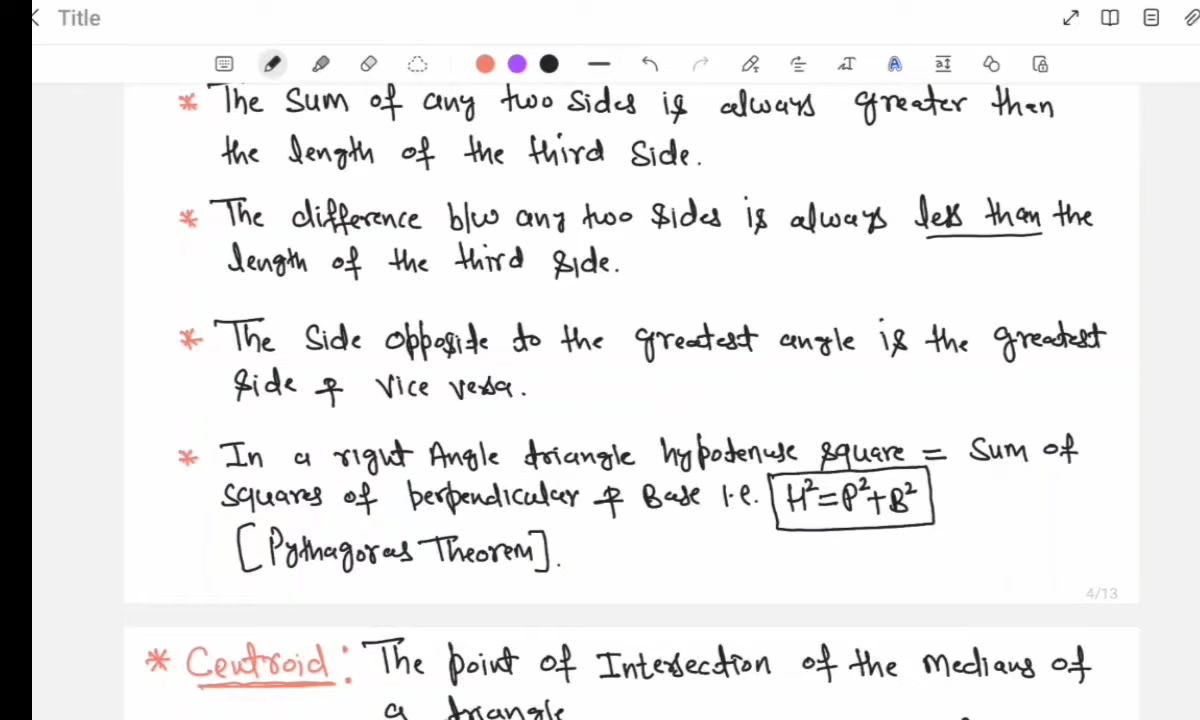 Title
* The Sum of any two sides is always greater then
the length of the third Side.
* The difference b/w any two sides is always less than the
length of the third side.
* The Side opposite to the greatest angle is the greatest
side & vice versa.
* In a right Angle triangle hypotenuse square = Sum of
squares of perpendicular & Base i.e. H²=P²+B²
[Pythagoras Theorem].
4/13
* Centroid: The point of Intersection of the Medians of
a triangle